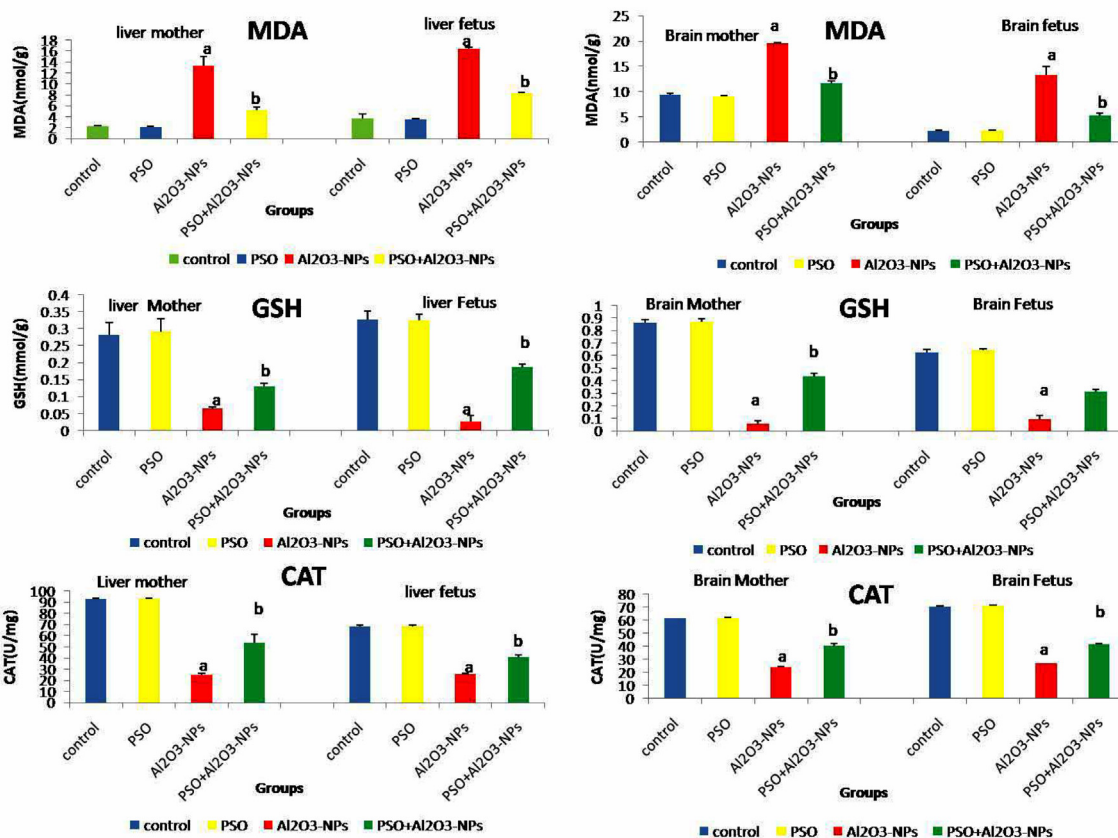 MDA
liver mother
liver fetus
MDA(nmol/g)
18
16
14
12
10
8
6
4
2
0
a
b
a
b
control
PSO
Al2O3-NPs
PSO+Al2O3-NPs
control
PSO
Al2O3-NPs
PSO+Al2O3-NPs
Groups
control PSO Al2O3-NPs PSO+Al2O3-NPs
MDA
Brain mother
Brain fetus
MDA(nmol/g)
25
20
15
10
5
0
a
b
a
b
control
PSO
Al2O3-NPs
PSO+Al2O3-NPs
control
PSO
Al2O3-NPs
PSO+Al2O3-NPs
Groups
control PSO Al2O3-NPs PSO+Al2O3-NPs
GSH
liver Mother
liver Fetus
GSH(mmol/g)
0.4
0.35
0.3
0.25
0.2
0.15
0.1
0.05
0
a
b
a
b
control
PSO
Al2O3-NPs
PSO+Al2O3-NPs
control
PSO
Al2O3-NPs
PSO+Al2O3-NPs
Groups
control PSO Al2O3-NPs PSO+Al2O3-NPs
GSH
Brain Mother
Brain Fetus
GSH(mmol/g)
1
0.9
0.8
0.7
0.6
0.5
0.4
0.3
0.2
0.1
0
a
b
a
control
PSO
Al2O3-NPs
PSO+Al2O3-NPs
control
PSO
Al2O3-NPs
PSO+Al2O3-NPs
Groups
control PSO Al2O3-NPs PSO+Al2O3-NPs
CAT
Liver mother
liver fetus
CAT(U/mg)
100
90
80
70
60
50
40
30
20
10
0
a
b
a
b
control
PSO
Al2O3-NPs
PSO+Al2O3-NPs
control
PSO
Al2O3-NPs
PSO+Al2O3-NPs
Groups
control PSO Al2O3-NPs PSO+Al2O3-NPs
CAT
Brain Mother
Brain Fetus
CAT(U/mg)
80
70
60
50
40
30
20
10
0
a
b
a
b
control
PSO
Al2O3-NPs
PSO+Al2O3-NPs
control
PSO
Al2O3-NPs
PSO+Al2O3-NPs
Groups
control PSO Al2O3-NPs PSO+Al2O3-NPs